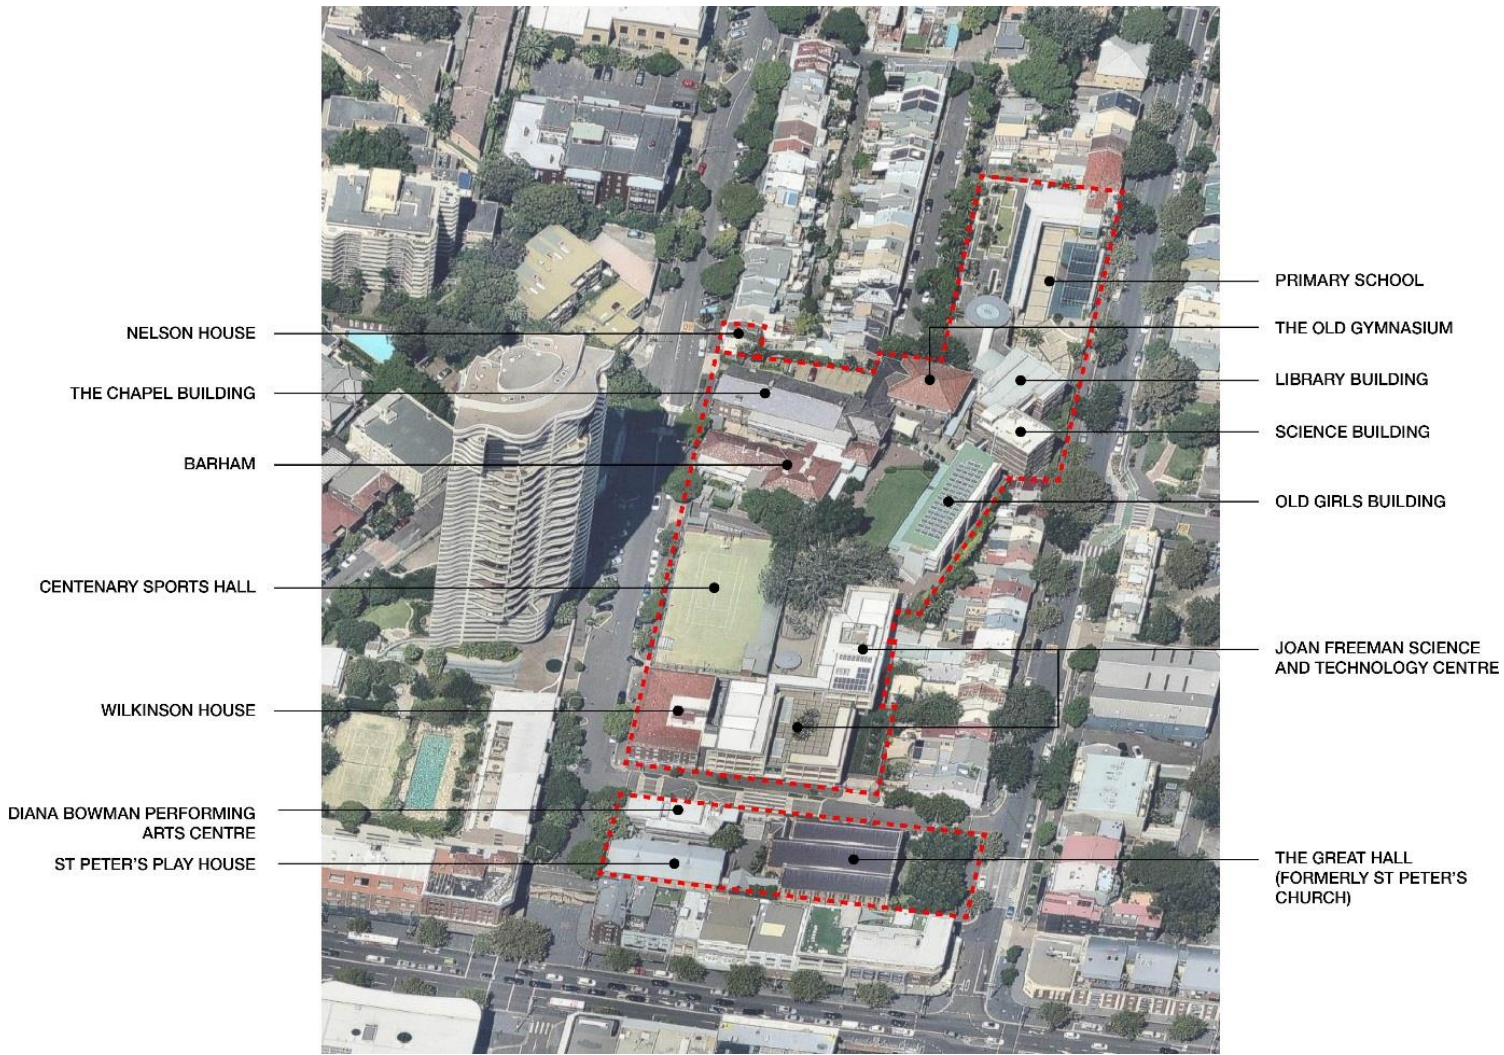 NELSON HOUSE
THE CHAPEL BUILDING
BARHAM
CENTENARY SPORTS HALL
WILKINSON HOUSE
DIANA BOWMAN PERFORMING
ARTS CENTRE
ST PETER'S PLAY HOUSE
PRIMARY SCHOOL
THE OLD GYMNASIUM
LIBRARY BUILDING
SCIENCE BUILDING
OLD GIRLS BUILDING
JOAN FREEMAN SCIENCE
AND TECHNOLOGY CENTRE
THE GREAT HALL
(FORMERLY ST PETER'S
CHURCH)